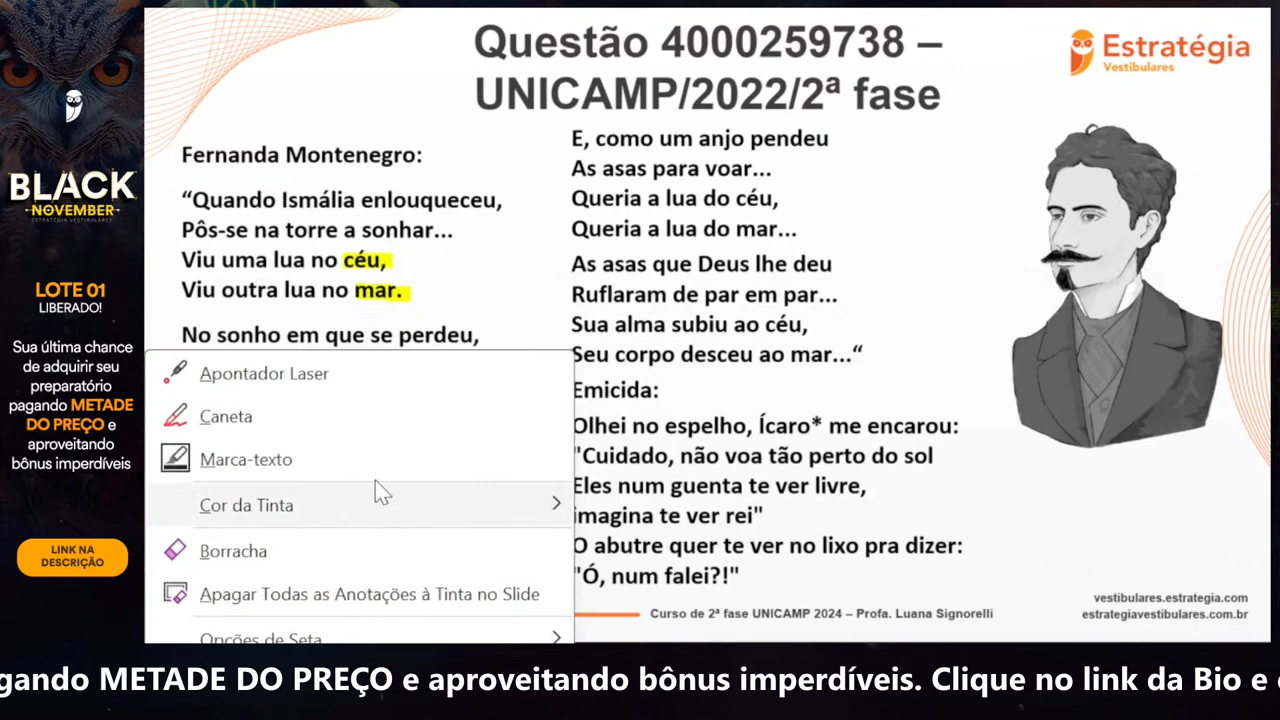 BLACK
NOVEMBER
ESTRATÉGIA VESTIBULARES
LOTE 01
LIBERADO!
Sua última chance
de adquirir seu
preparatório
pagando METADE
DO PREÇO e
aproveitando
bônus imperdíveis
LINK NA
DESCRIÇÃO
Questão 4000259738 –
UNICAMP/2022/2ª fase
Estratégia
Vestibulares
Fernanda Montenegro:
“Quando Ismália enlouqueceu,
Pôs-se na torre a sonhar...
Viu uma lua no céu,
Viu outra lua no mar.
No sonho em que se perdeu,
Apontador Laser
Caneta
Marca-texto
Cor da Tinta
Borracha
Apagar Todas as Anotações à Tinta no Slide
Opções de Seta
E, como um anjo pendeu
As asas para voar...
Queria a lua do céu,
Queria a lua do mar...
As asas que Deus lhe deu
Ruflaram de par em par...
Sua alma subiu ao céu,
Seu corpo desceu ao mar...“
Emicida:
Olhei no espelho, Ícaro* me encarou:
"Cuidado, não voa tão perto do sol
Eles num guenta te ver livre,
imagina te ver rei"
O abutre quer te ver no lixo pra dizer:
"Ó, num falei?!"
Curso de 2ª fase UNICAMP 2024 – Profa. Luana Signorelli
vestibulares.estrategia.com
estrategiavestibulares.com.br
gando METADE DO PREÇO e aproveitando bônus imperdíveis. Clique no link da Bio e